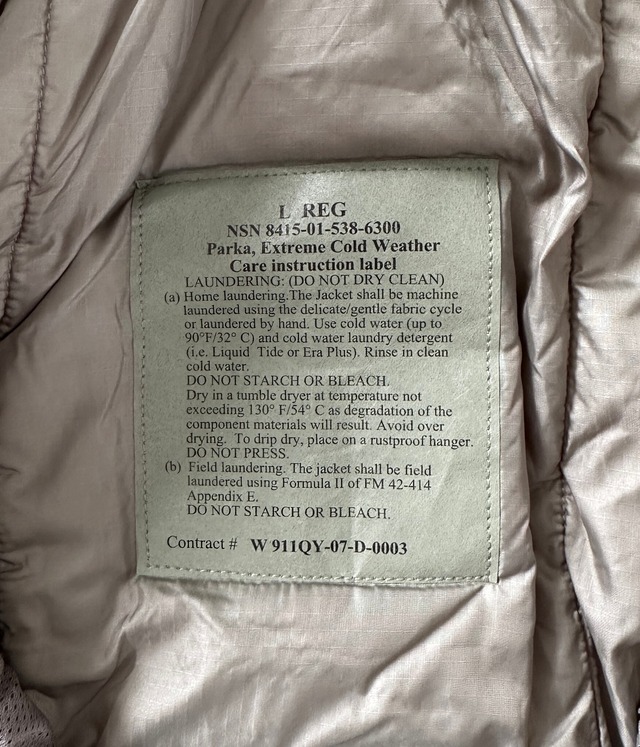 L REG
NSN 8415-01-538-6300
Parka, Extreme Cold Weather
Care instruction label
LAUNDERING: (DO NOT DRY CLEAN)
(a) Home laundering.The Jacket shall be machine
laundered using the delicate/gentle fabric cycle
or laundered by hand. Use cold water (up to
90°F/32° C) and cold water laundry detergent
(i.e. Liquid Tide or Era Plus). Rinse in clean
cold water.
DO NOT STARCH OR BLEACH.
Dry in a tumble dryer at temperature not
exceeding 130° F/54° C as degradation of the
component materials will result. Avoid over
drying. To drip dry, place on a rustproof hanger.
DO NOT PRESS.
(b) Field laundering. The jacket shall be field
laundered using Formula II of FM 42-414
Appendix E.
DO NOT STARCH OR BLEACH.
Contract # W 911QY-07-D-0003